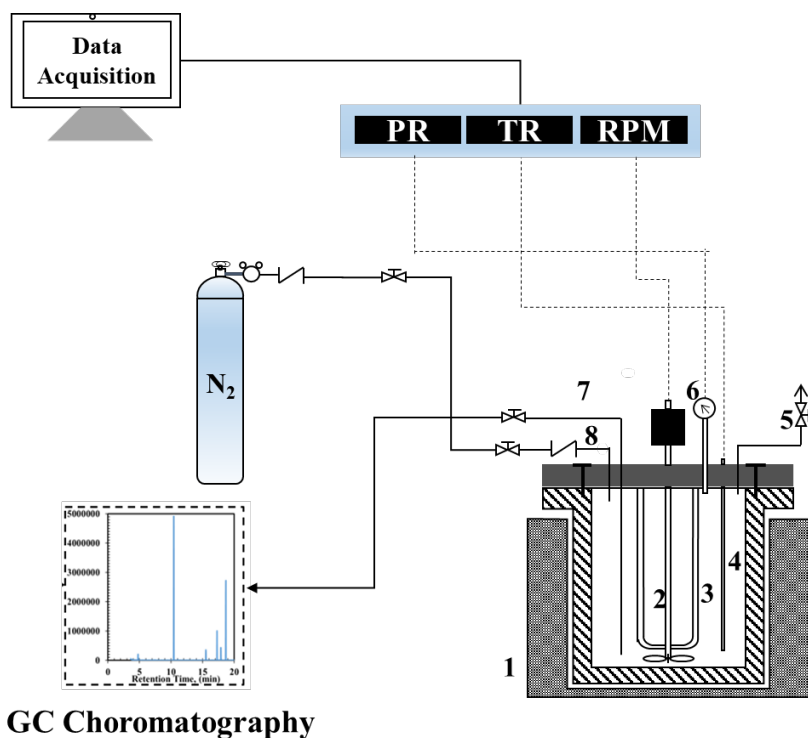 Data
Acquisition
PR TR RPM
N2
7
6
5
8
4
2
3
1
5000000
4000000
3000000
2000000
1000000
0
0 5 10 15 20
Retention Time, (min)
GC Choromatography